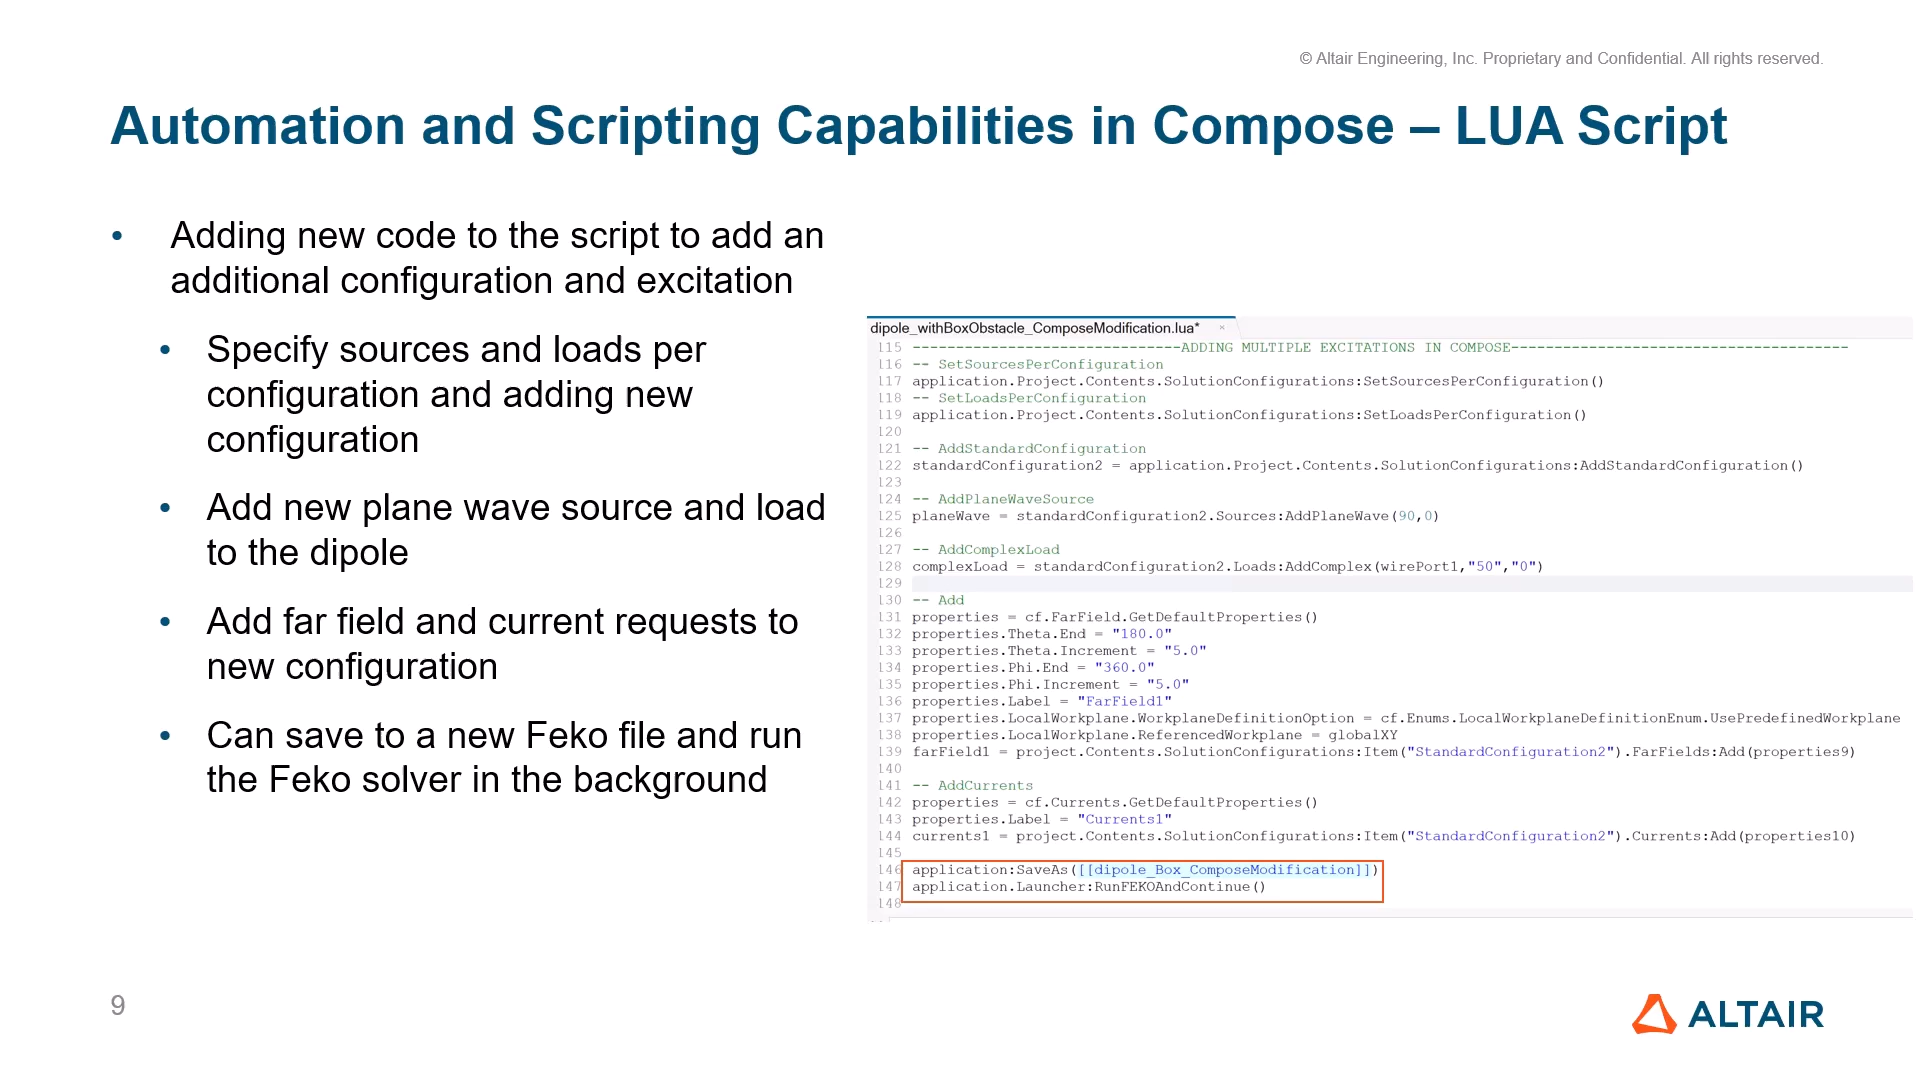 © Altair Engineering, Inc. Proprietary and Confidential. All rights reserved.
Automation and Scripting Capabilities in Compose – LUA Script
• Adding new code to the script to add an
additional configuration and excitation
• Specify sources and loads per
configuration and adding new
configuration
• Add new plane wave source and load
to the dipole
• Add far field and current requests to
new configuration
• Can save to a new Feko file and run
the Feko solver in the background
dipole_withBoxObstacle_ComposeModification.lua* ×
115 -------------------------------ADDING MULTIPLE EXCITATIONS IN COMPOSE---------------------------------------
116 -- SetSourcesPerConfiguration
117 application.Project.Contents.SolutionConfigurations:SetSourcesPerConfiguration()
118 -- SetLoadsPerConfiguration
119 application.Project.Contents.SolutionConfigurations:SetLoadsPerConfiguration()
120
121 -- AddStandardConfiguration
122 standardConfiguration2 = application.Project.Contents.SolutionConfigurations:AddStandardConfiguration()
123
124 -- AddPlaneWaveSource
125 planeWave = standardConfiguration2.Sources:AddPlaneWave(90,0)
126
127 -- AddComplexLoad
128 complexLoad = standardConfiguration2.Loads:AddComplex(wirePort1,"50","0")
129
130 -- Add
131 properties = cf.FarField.GetDefaultProperties()
132 properties.Theta.End = "180.0"
133 properties.Theta.Increment = "5.0"
134 properties.Phi.End = "360.0"
135 properties.Phi.Increment = "5.0"
136 properties.Label = "FarField1"
137 properties.LocalWorkplane.WorkplaneDefinitionOption = cf.Enums.LocalWorkplaneDefinitionEnum.UsePredefinedWorkplane
138 properties.LocalWorkplane.ReferencedWorkplane = globalXY
139 farField1 = project.Contents.SolutionConfigurations:Item("StandardConfiguration2").FarFields:Add(properties9)
140
141 -- AddCurrents
142 properties = cf.Currents.GetDefaultProperties()
143 properties.Label = "Currents1"
144 currents1 = project.Contents.SolutionConfigurations:Item("StandardConfiguration2").Currents:Add(properties10)
145
146 application:SaveAs([[dipole_Box_ComposeModification]])
147 application.Launcher:RunFEKOAndContinue()
148
9
ALTAIR